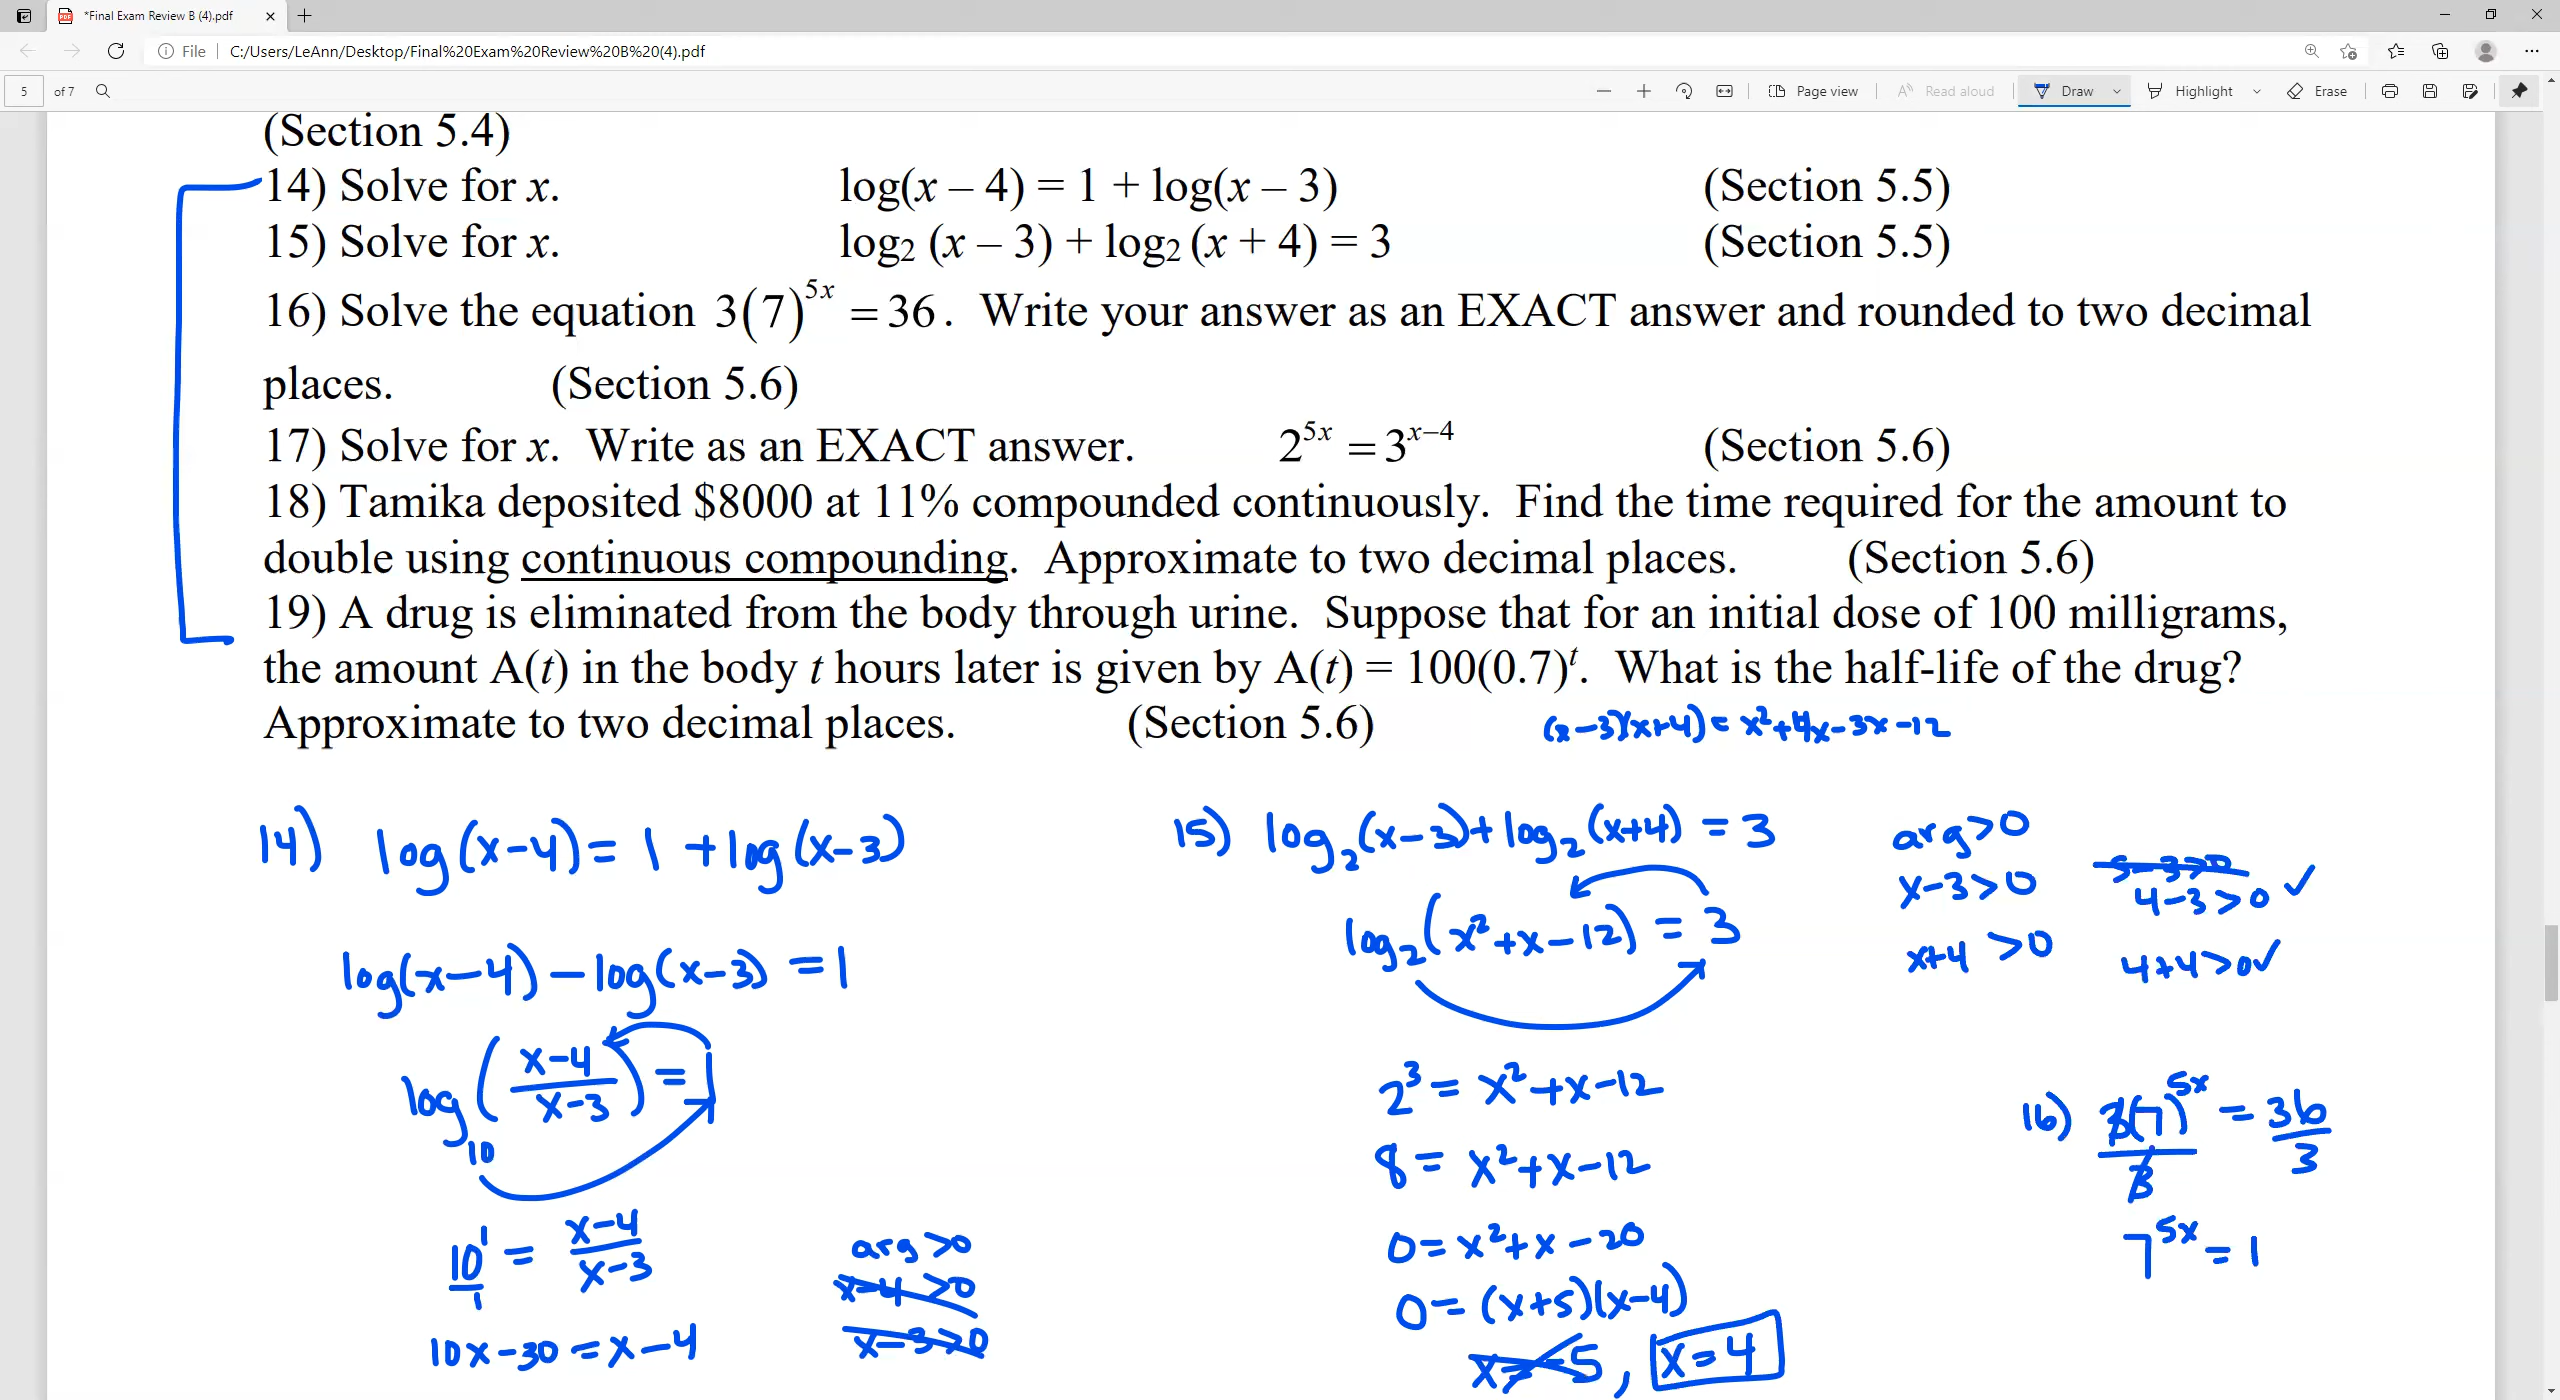 *Final Exam Review B (4).pdf
File C:/Users/LeAnn/Desktop/Final%20Exam%20Review%20B%20(4).pdf
5 of 7 Page view Read aloud Draw Highlight Erase
(Section 5.4)
14) Solve for x. log(x – 4) = 1 + log(x – 3) (Section 5.5)
15) Solve for x. log₂ (x – 3) + log₂ (x + 4) = 3 (Section 5.5)
16) Solve the equation 3(7)^{5x} = 36. Write your answer as an EXACT answer and rounded to two decimal
places. (Section 5.6)
17) Solve for x. Write as an EXACT answer. 2^{5x} = 3^{x–4} (Section 5.6)
18) Tamika deposited $8000 at 11% compounded continuously. Find the time required for the amount to
double using continuous compounding. Approximate to two decimal places. (Section 5.6)
19) A drug is eliminated from the body through urine. Suppose that for an initial dose of 100 milligrams,
the amount A(t) in the body t hours later is given by A(t) = 100(0.7)^t. What is the half-life of the drug?
Approximate to two decimal places. (Section 5.6)
(x-3)(x+4) = x²+4x-3x-12
14) log(x-4) = 1 + log(x-3)
log(x-4) - log(x-3) = 1
log₁₀((x-4)/(x-3)) = 1
10¹/1 = (x-4)/(x-3)
10x-30 = x-4
arg>0
x-4>0
x-3>0
15) log₂(x-3) + log₂(x+4) = 3
log₂(x²+x-12) = 3
2³ = x²+x-12
8 = x²+x-12
0 = x²+x-20
0 = (x+5)(x-4)
x=-5, x=4
arg>0
x-3>0
x+4>0
5-3>0
4-3>0 ✓
4+4>0 ✓
16) 3(7)^{5x}/3 = 36/3
7^{5x} = 1